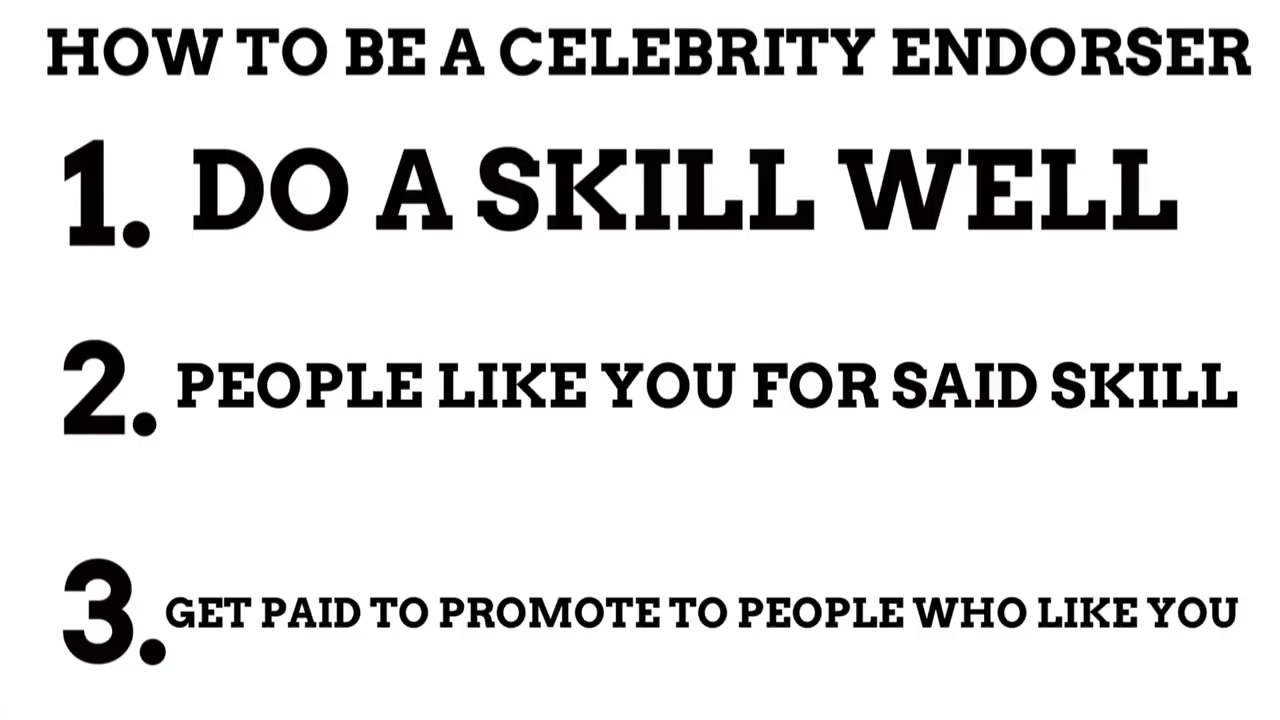 HOW TO BE A CELEBRITY ENDORSER
1. DO A SKILL WELL
2. PEOPLE LIKE YOU FOR SAID SKILL
3. GET PAID TO PROMOTE TO PEOPLE WHO LIKE YOU